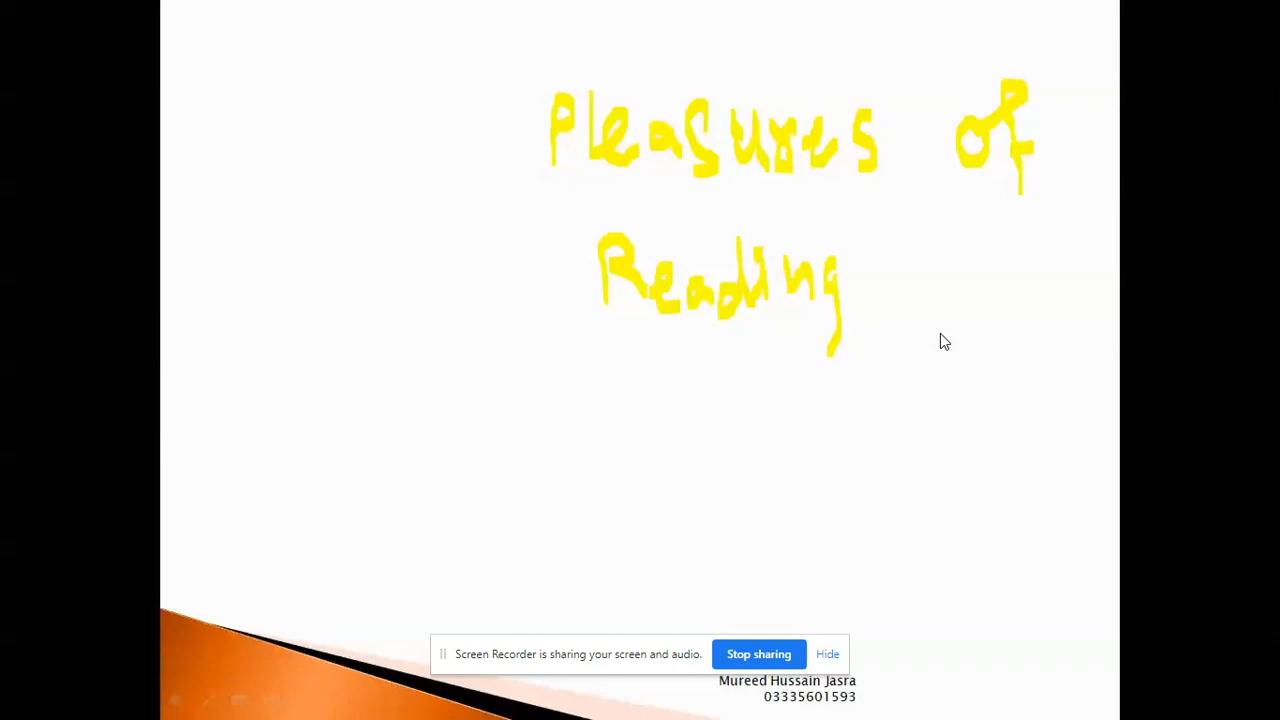 Pleasures of
Reading
Screen Recorder is sharing your screen and audio. Stop sharing Hide
Mureed Hussain Jasra
03335601593